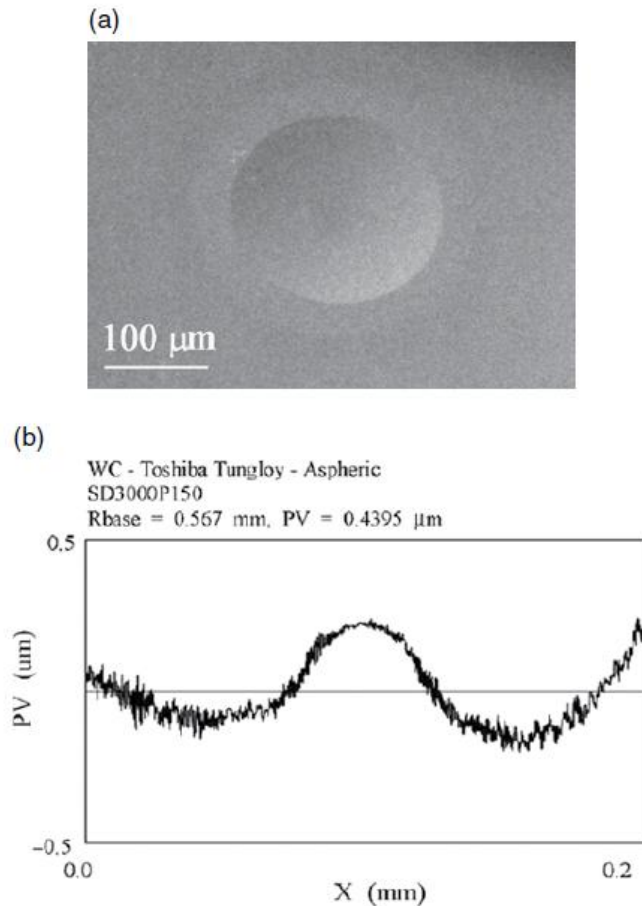 (a)
100 μm
(b)
WC - Toshiba Tungloy - Aspheric
SD3000P150
Rbase = 0.567 mm, PV = 0.4395 μm
0.5
PV (um)
-0.5
0.0
0.2
X (mm)